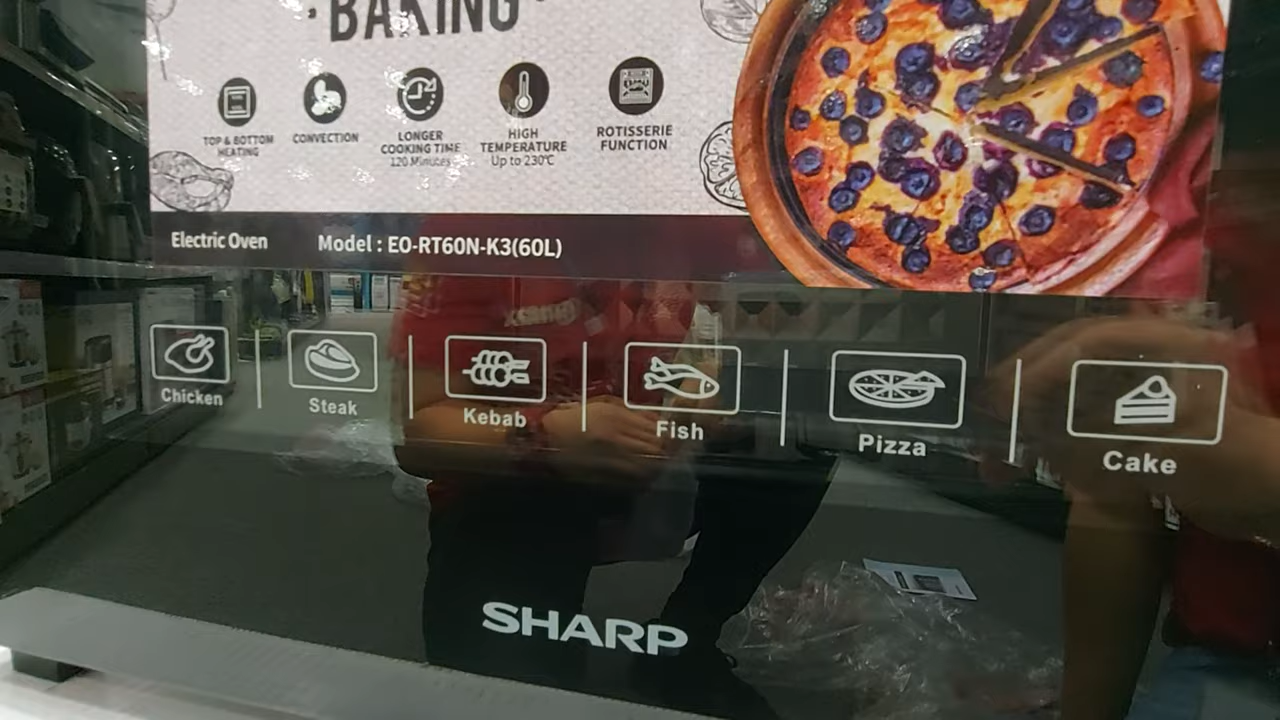 · BAKING ·
TOP & BOTTOM
HEATING
CONVECTION
LONGER
COOKING TIME
120 Minutes
HIGH
TEMPERATURE
Up to 230℃
ROTISSERIE
FUNCTION
Electric Oven
Model : EO-RT60N-K3(60L)
Chicken
Steak
Kebab
Fish
Pizza
Cake
SHARP